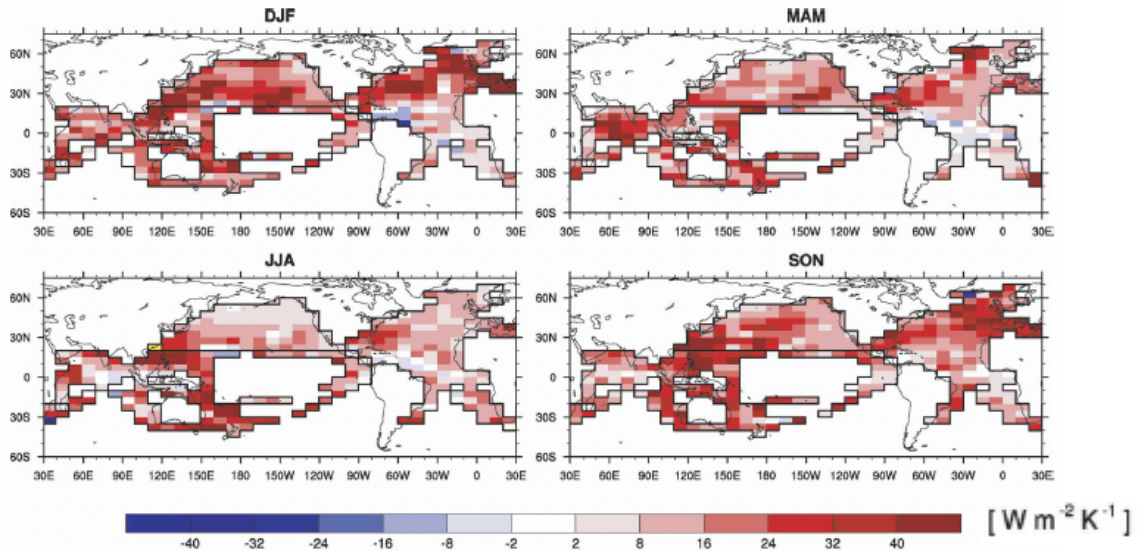 DJF MAM
60N 60N
30N 30N
0 0
30S 30S
60S 60S
30E 60E 90E 120E 150E 180E 150W 120W 90W 60W 30W 0 30E 30E 60E 90E 120E 150E 180E 150W 120W 90W 60W 30W 0 30E
JJA SON
60N 60N
30N 30N
0 0
30S 30S
60S 60S
30E 60E 90E 120E 150E 180E 150W 120W 90W 60W 30W 0 30E 30E 60E 90E 120E 150E 180E 150W 120W 90W 60W 30W 0 30E
[ W m⁻² K⁻¹ ]
-40 -32 -24 -16 -8 -2 2 8 16 24 32 40